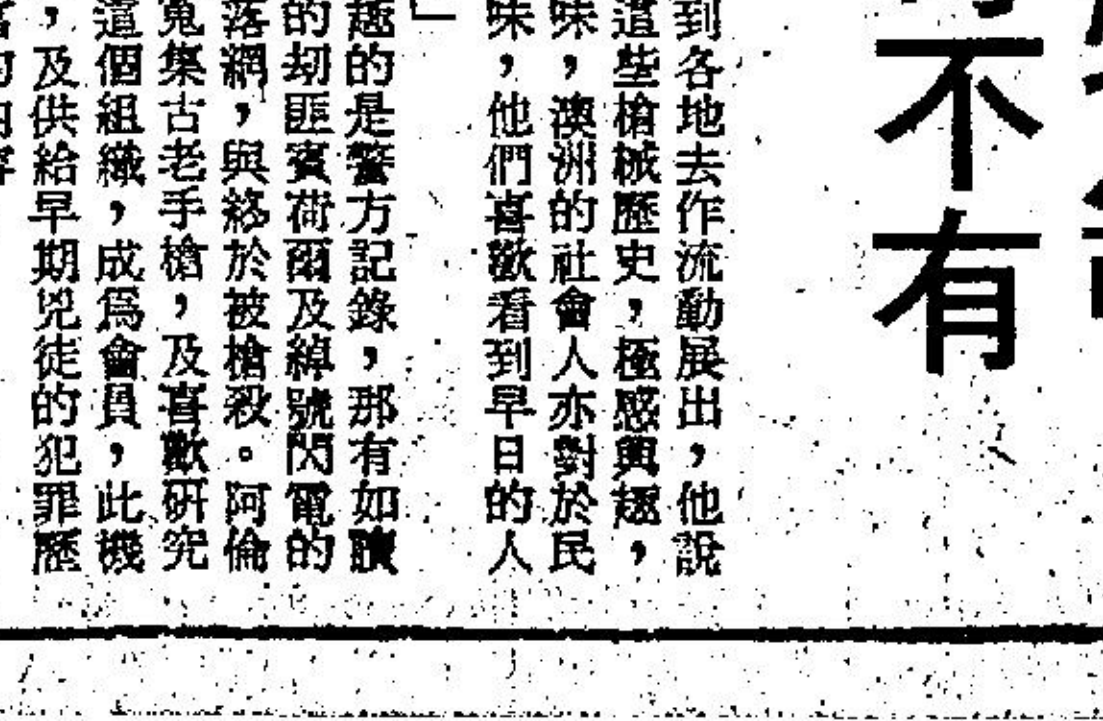 不有
到各地去作流動展出，他說
這些槍械歷史，極感興趣，
味，澳洲的社會人亦對於民
味，他們喜歡看到早日的人
」
趣的是警方記錄，那有如讀
的刧匪賓荷爾及綽號閃電的
落網，與終於被槍殺。阿倫
蒐集古老手槍，及喜歡研究
這個組織，成爲會員，此機
，及供給早期兇徒的犯罪歷
的內容